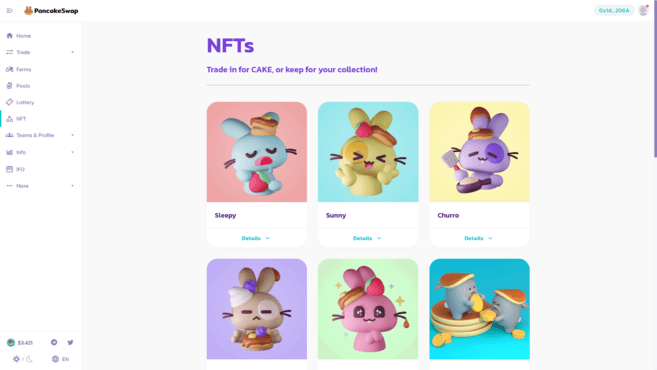 PancakeSwap
0x1d...206A
Home
Trade
Farms
Pools
Lottery
NFT
Teams & Profile
Info
IFO
More
$3.621
EN
NFTs
Trade in for CAKE, or keep for your collection!
Sleepy
Sunny
Churro
Details
Details
Details